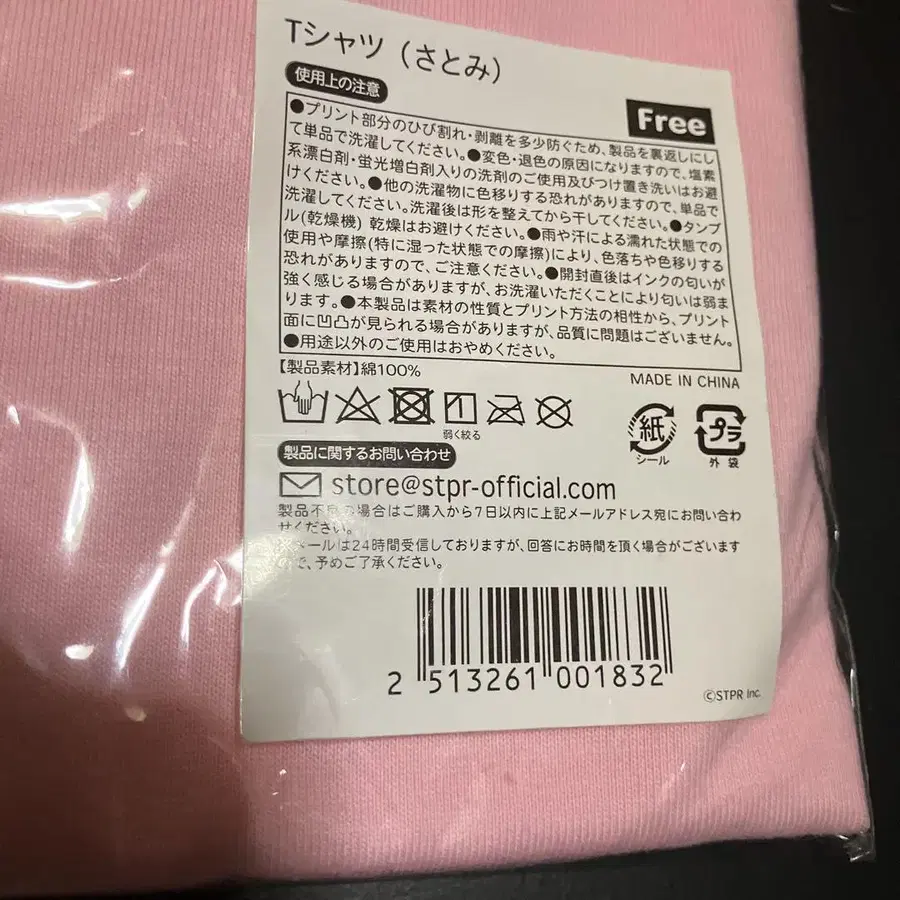 Tシャツ（さとみ）
使用上の注意
Free
●プリント部分のひび割れ・剥離を多少防ぐため、製品を裏返しにし
て単品で洗濯してください。●変色・退色の原因になりますので、塩素
系漂白剤・蛍光増白剤入りの洗剤のご使用及びつけ置き洗いはお避
けください。●他の洗濯物に色移りする恐れがありますので、単品で
洗濯してください。洗濯後は形を整えてから干してください。●タンブ
ル(乾燥機) 乾燥はお避けください。●雨や汗による濡れた状態での
使用や摩擦(特に湿った状態での摩擦)により、色落ちや色移りする
恐れがありますので、ご注意ください。●開封直後はインクの匂いが
強く感じる場合がありますが、お洗濯いただくことにより匂いは弱ま
ります。●本製品は素材の性質とプリント方法の相性から、プリント
面に凹凸が見られる場合がありますが、品質に問題はございません。
●用途以外のご使用はおやめください。
【製品素材】綿100%
MADE IN CHINA
弱く絞る
紙
シール
プラ
外袋
製品に関するお問い合わせ
store@stpr-official.com
製品不良の場合はご購入から7日以内に上記メールアドレス宛にお問い合わ
せください。
メールは24時間受信しておりますが、回答にお時間を頂く場合がございます
ので、予めご了承ください。
2 513261 001832
©STPR Inc.